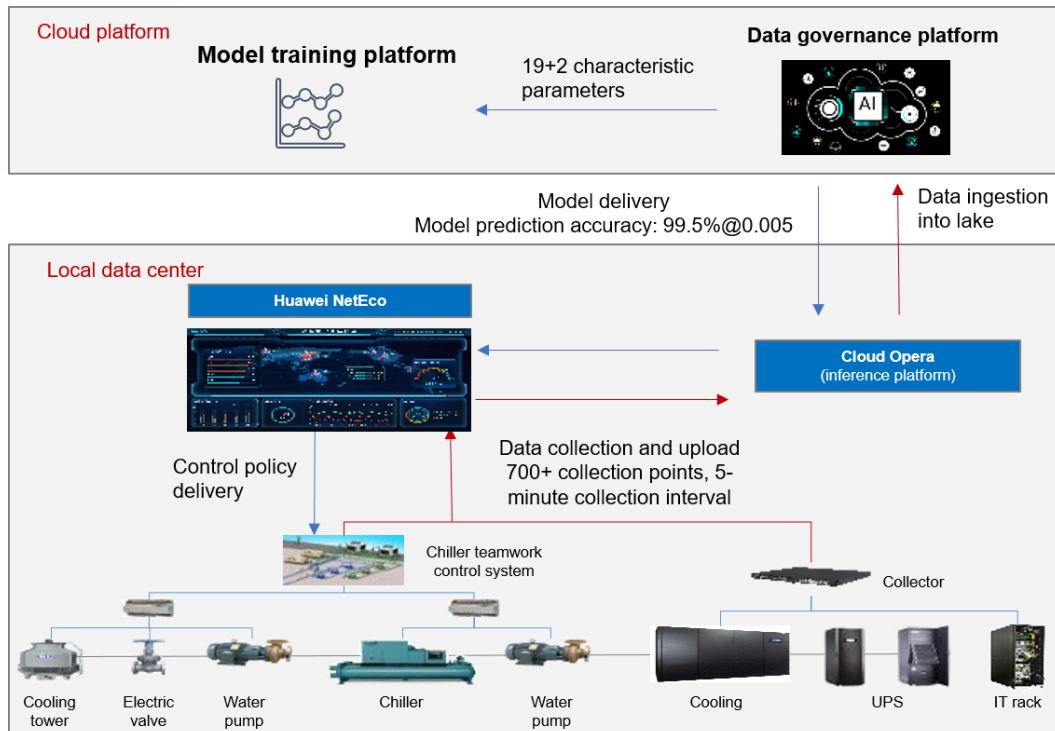 Cloud platform
Model training platform
Data governance platform
19+2 characteristic
parameters
AI
Model delivery
Model prediction accuracy: 99.5%@0.005
Data ingestion
into lake
Local data center
Huawei NetEco
Cloud Opera
(inference platform)
Control policy
delivery
Data collection and upload
700+ collection points, 5-
minute collection interval
Chiller teamwork
control system
Collector
Cooling
tower
Electric
valve
Water
pump
Chiller
Water
pump
Cooling
UPS
IT rack